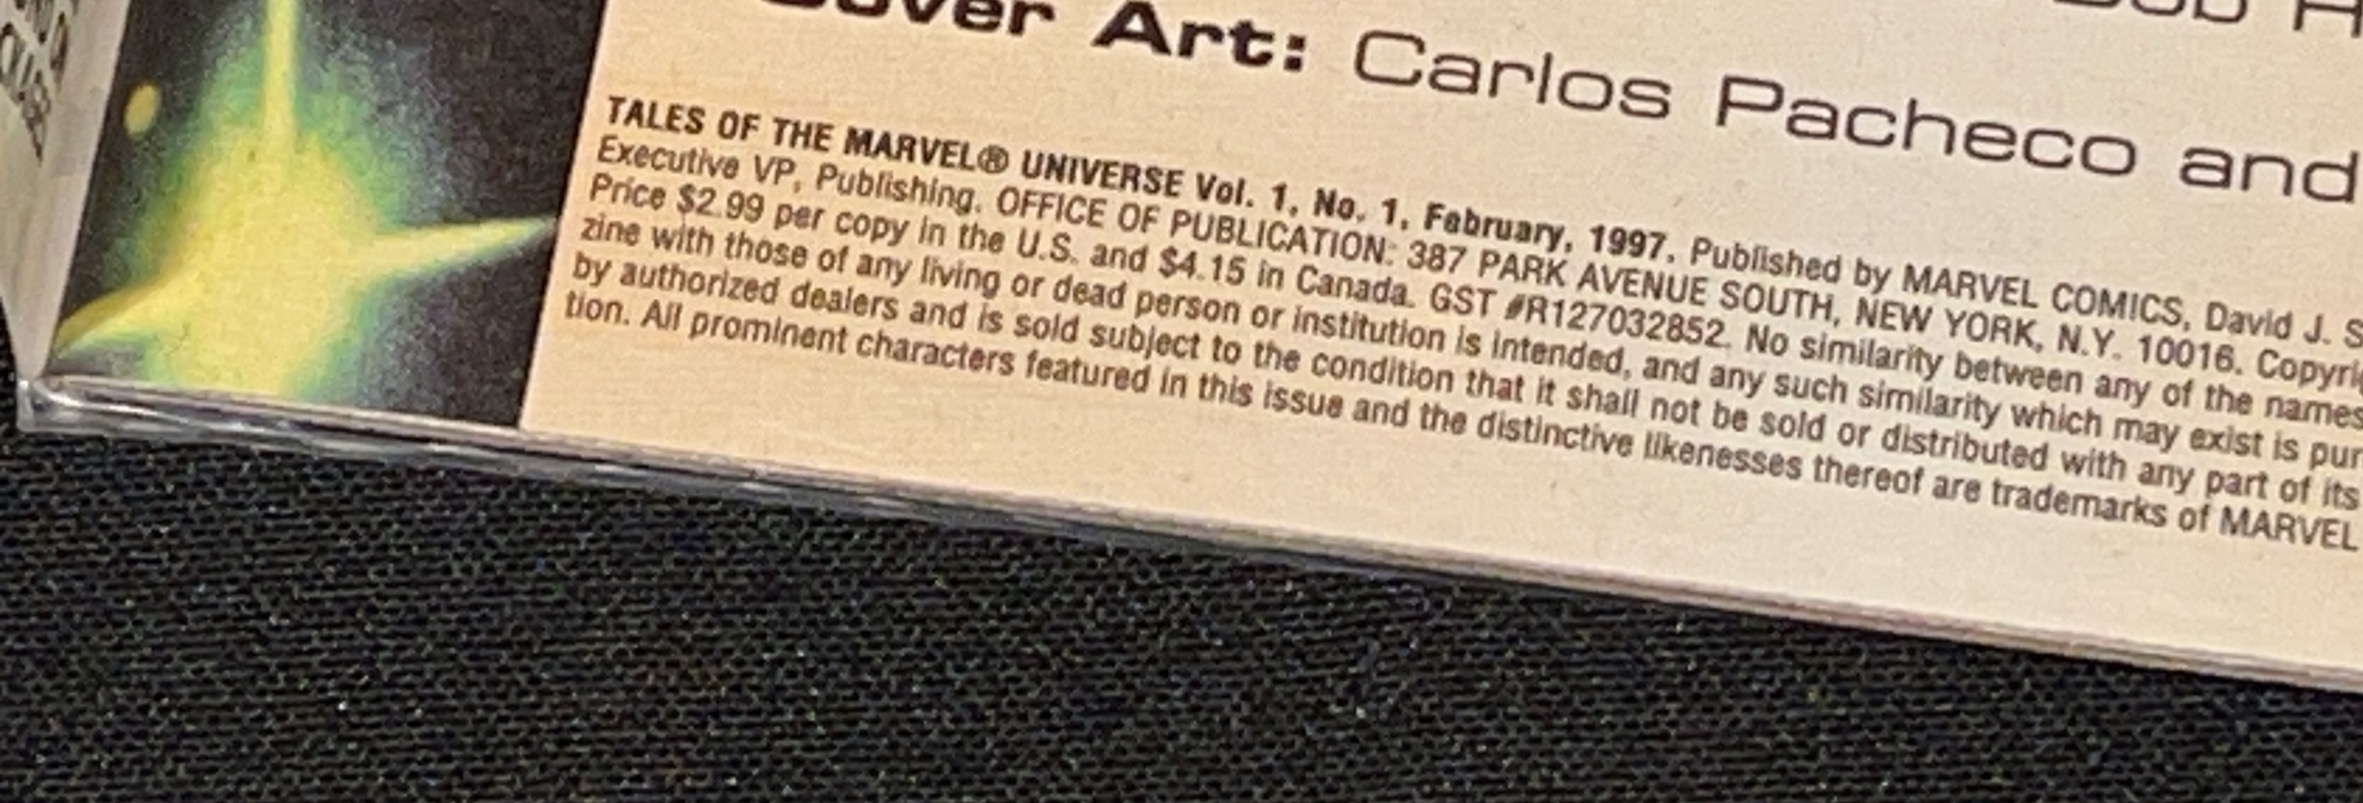 Cover Art: Carlos Pacheco and
TALES OF THE MARVEL® UNIVERSE Vol. 1, No. 1, February, 1997. Published by MARVEL COMICS, David J. S
Executive VP, Publishing. OFFICE OF PUBLICATION: 387 PARK AVENUE SOUTH, NEW YORK, N.Y. 10016. Copyri
Price $2.99 per copy in the U.S. and $4.15 in Canada. GST #R127032852. No similarity between any of the names
zine with those of any living or dead person or institution is intended, and any such similarity which may exist is pur
by authorized dealers and is sold subject to the condition that it shall not be sold or distributed with any part of its
tion. All prominent characters featured in this issue and the distinctive likenesses thereof are trademarks of MARVEL